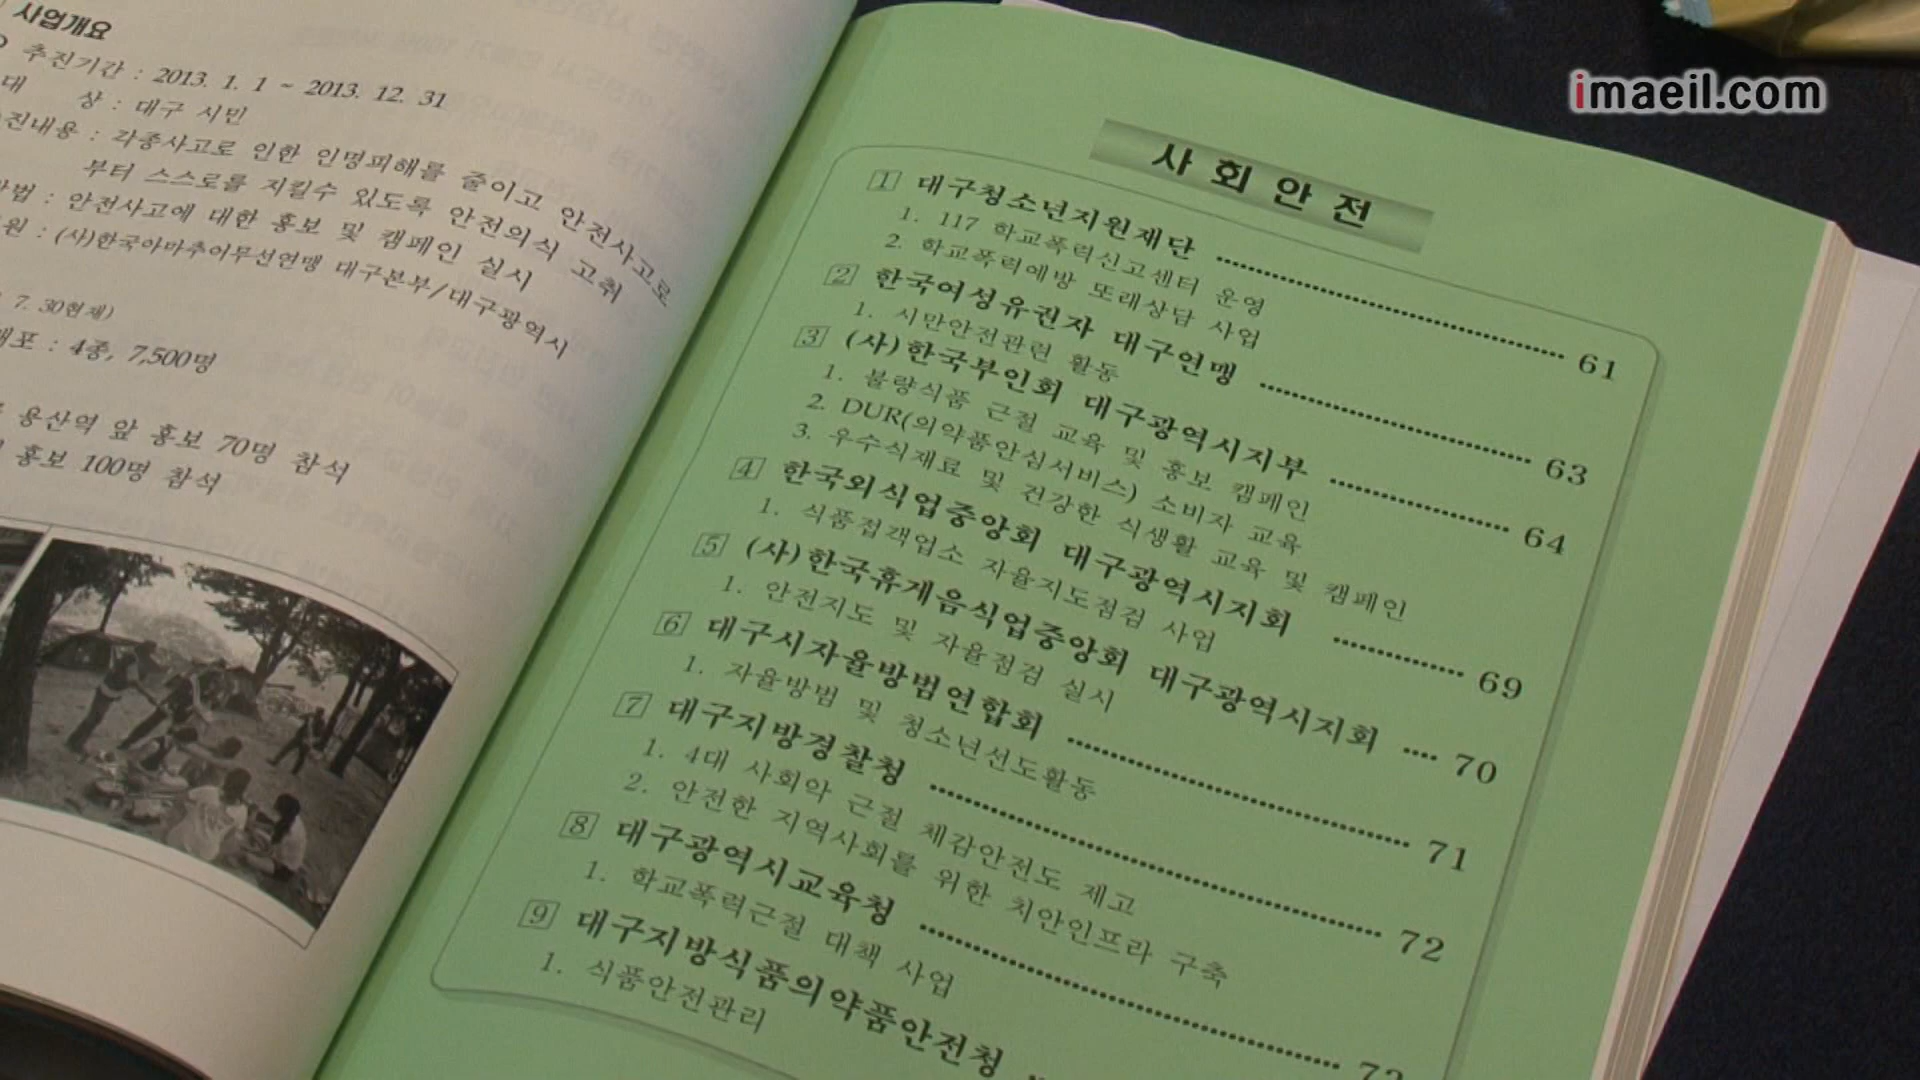 사업개요
추진기간 : 2013. 1. 1 ~ 2013. 12. 31
대 상 : 대구 시민
진내용 : 각종사고로 인한 인명피해를 줄이고 안전사고로
부터 스스로를 지킬수 있도록 안전의식 고취
방법 : 안전사고에 대한 홍보 및 캠페인 실시
원 : (사)한국아마추어무선연맹 대구본부/대구광역시
7. 30현재)
배포 : 4종, 7,500명
용산역 앞 홍보 70명 참석
홍보 100명 참석
imaeil.com
사 회 안 전
1 대구청소년지원재단 61
1. 117 학교폭력신고센터 운영
2. 학교폭력예방 또래상담 사업
2 한국여성유권자 대구연맹 63
1. 시만안전관련 활동
3 (사)한국부인회 대구광역시지부 64
1. 불량식품 근절 교육 및 홍보 캠페인
2. DUR(의약품안심서비스) 소비자 교육
3. 우수식재료 및 건강한 식생활 교육 및 캠페인
4 한국외식업중앙회 대구광역시지회 69
1. 식품접객업소 자율지도점검 사업
5 (사)한국휴게음식업중앙회 대구광역시지회 70
1. 안전지도 및 자율점검 실시
6 대구시자율방범연합회 71
1. 자율방범 및 청소년선도활동
7 대구지방경찰청 72
1. 4대 사회악 근절 체감안전도 제고
2. 안전한 지역사회를 위한 치안인프라 구축
8 대구광역시교육청
1. 학교폭력근절 대책 사업
9 대구지방식품의약품안전청
1. 식품안전관리